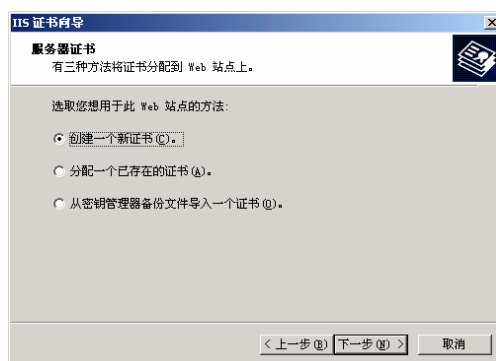 IIS 证书向导
服务器证书
有三种方法将证书分配到 Web 站点上。
选取您想用于此 Web 站点的方法:
创建一个新证书(C)。
分配一个已存在的证书(A)。
从密钥管理器备份文件导入一个证书(O)。
< 上一步(B) 下一步(N) > 取消